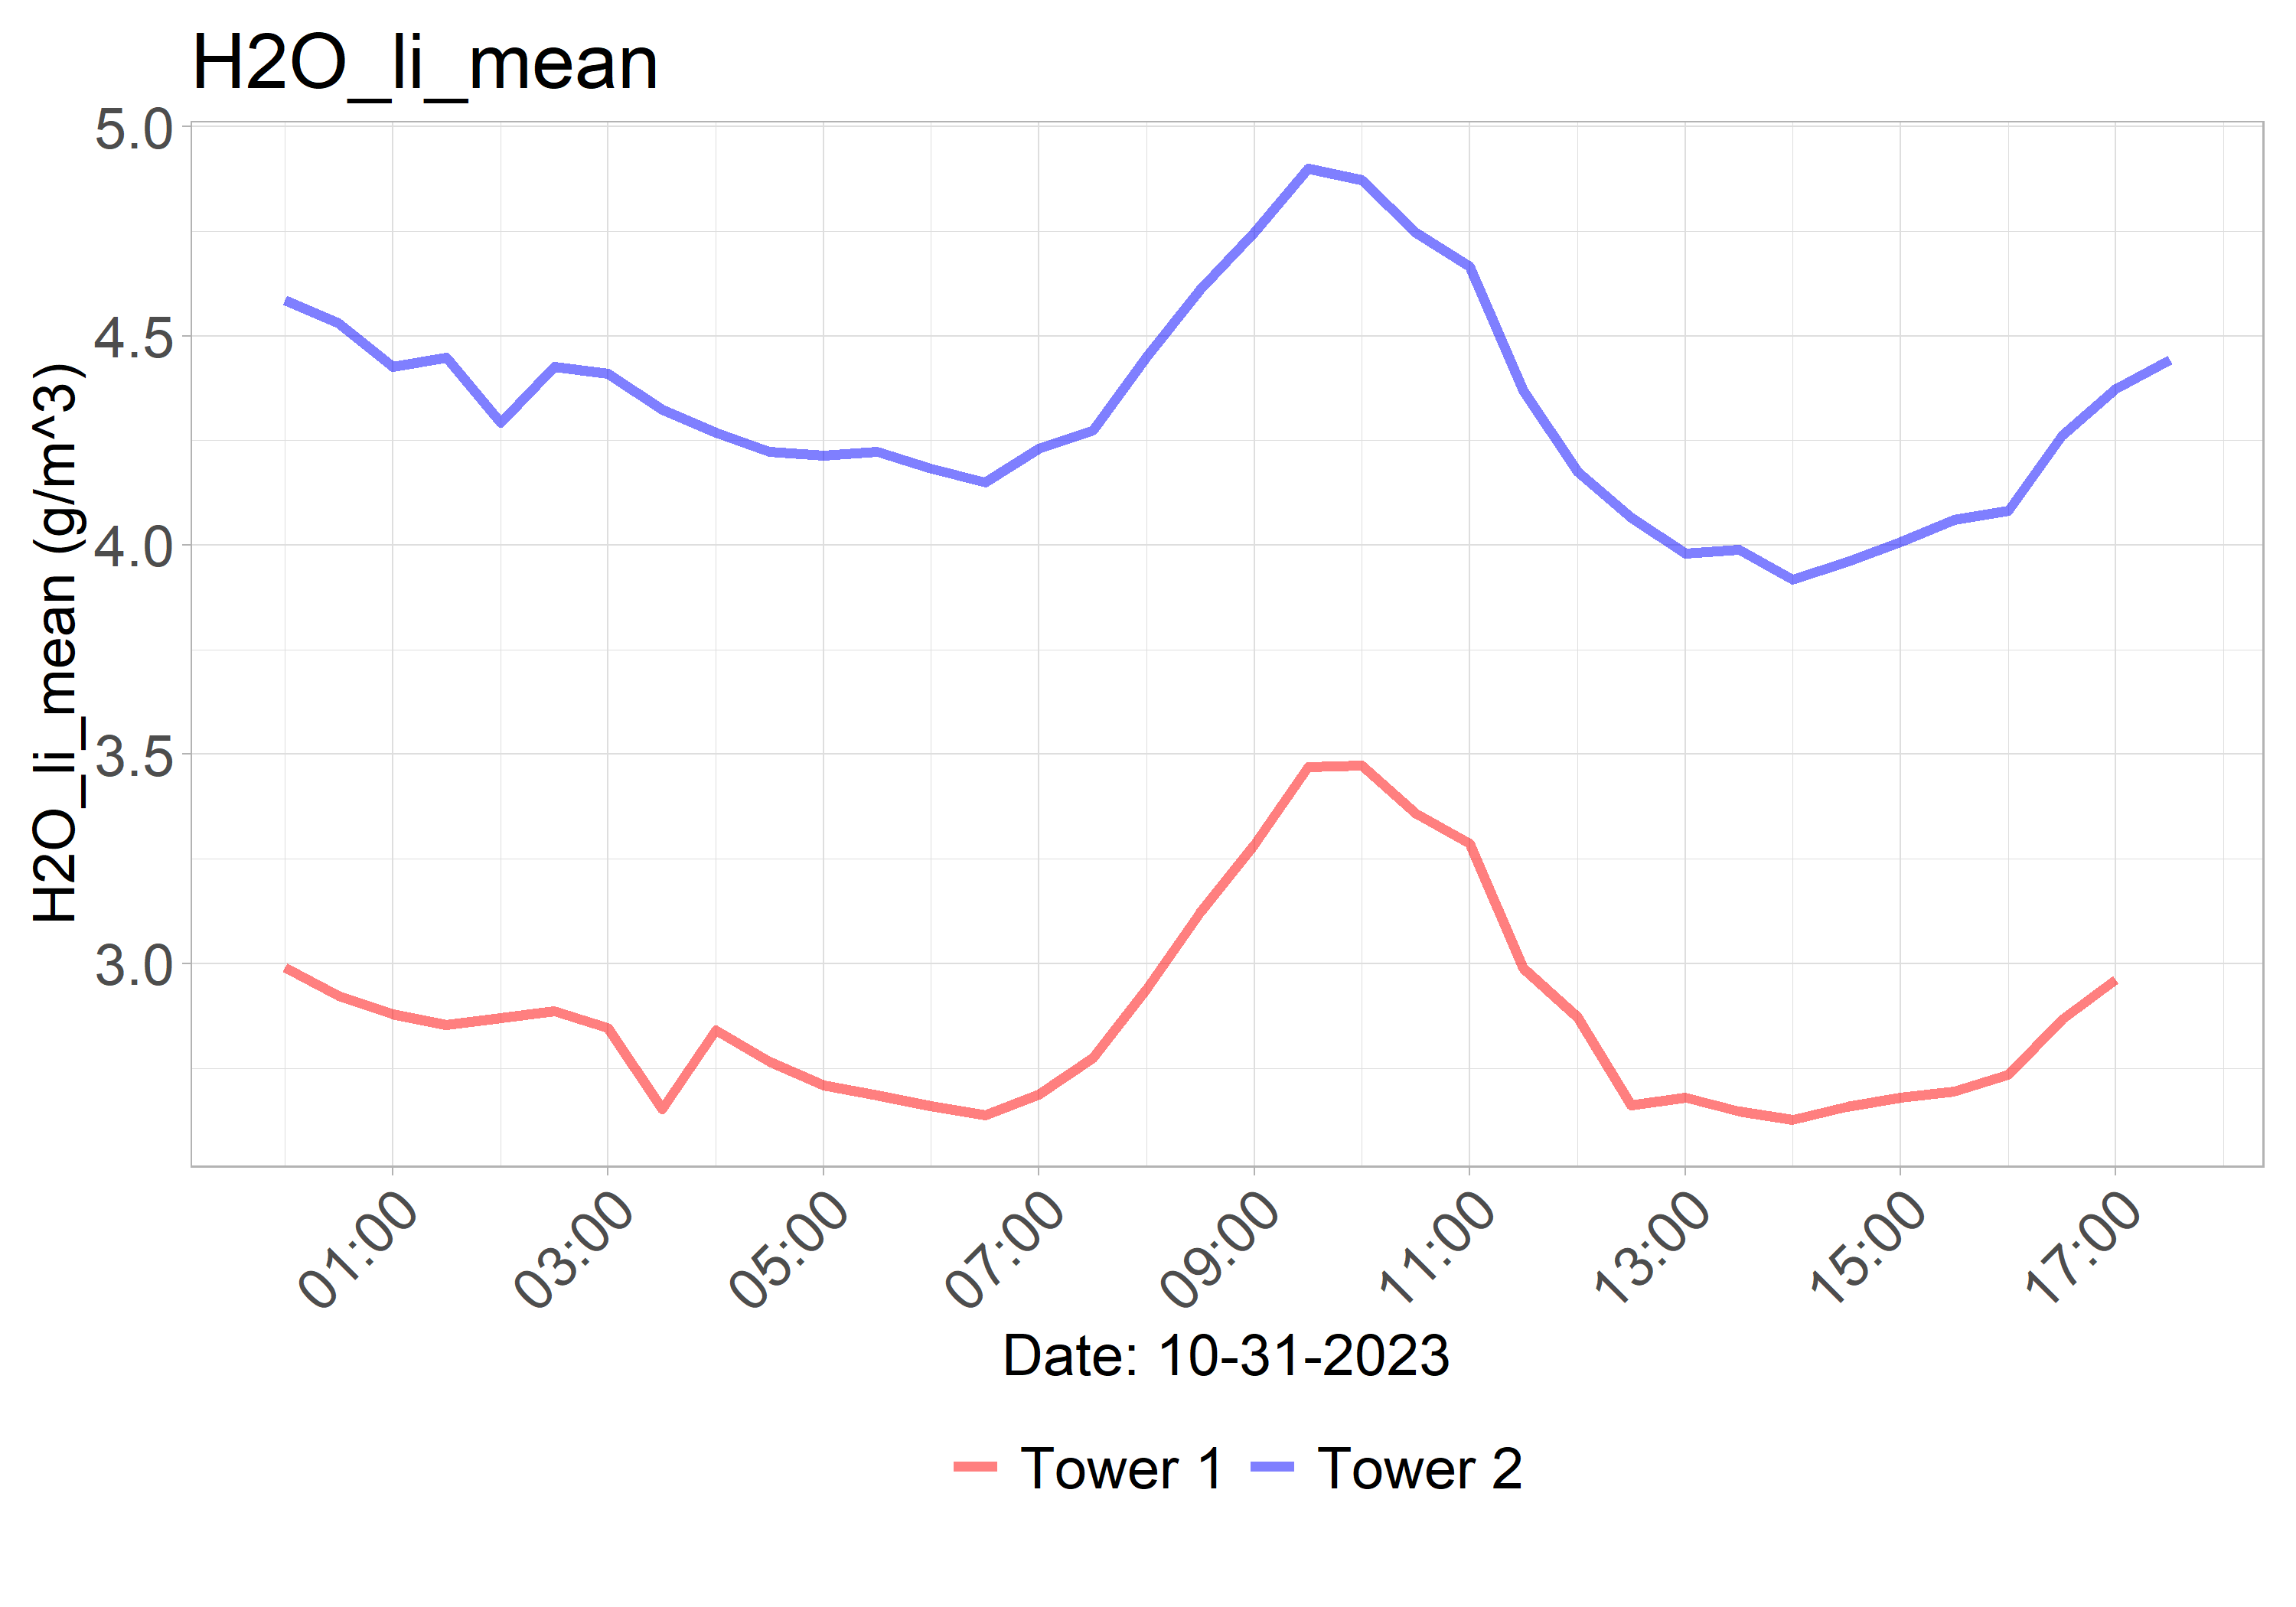 H2O_li_mean
5.0
4.5
4.0
3.5
3.0
H2O_li_mean (g/m^3)
01:00 03:00 05:00 07:00 09:00 11:00 13:00 15:00 17:00
Date: 10-31-2023
Tower 1 Tower 2